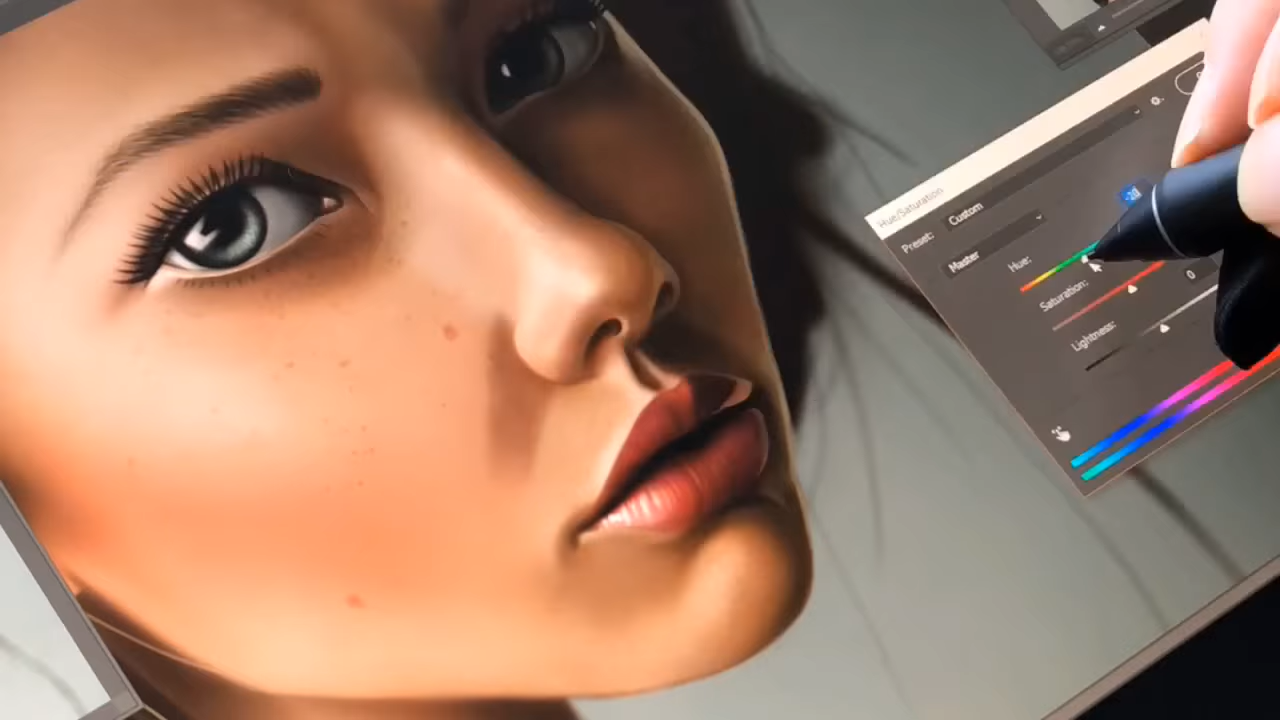 Hue/Saturation
Preset:
Custom
Master
Hue:
Saturation:
0
Lightness: